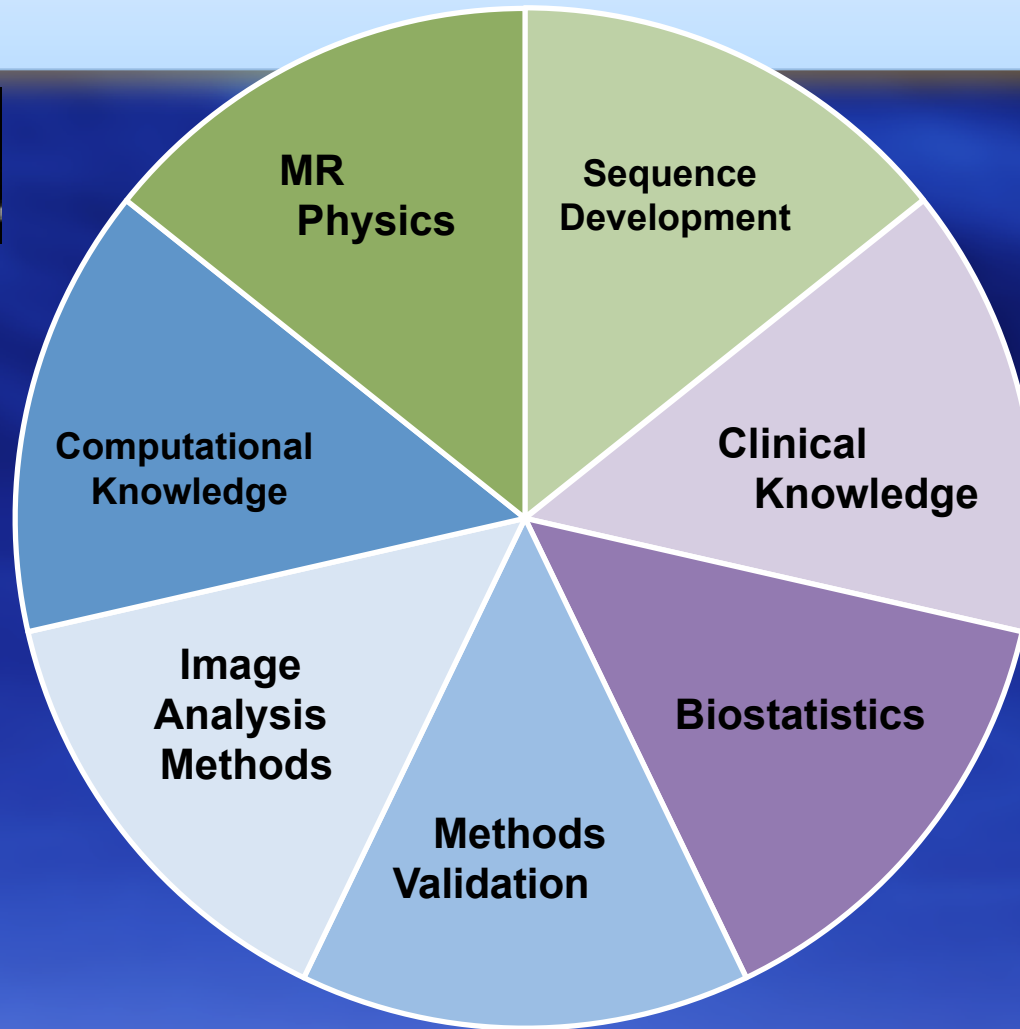 MR
Physics
Sequence
Development
Computational
Knowledge
Clinical
Knowledge
Image
Analysis
Methods
Biostatistics
Methods
Validation